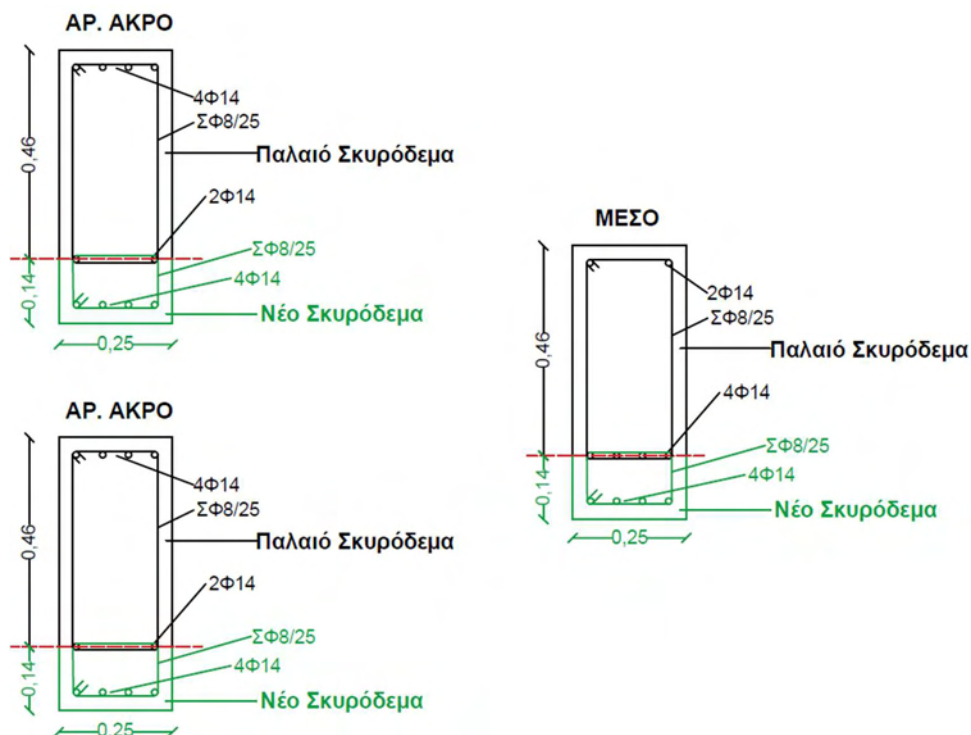 ΑΡ. ΑΚΡΟ
4Φ14
ΣΦ8/25
0,46
Παλαιό Σκυρόδεμα
2Φ14
ΣΦ8/25
4Φ14
0,14
Νέο Σκυρόδεμα
0,25
ΑΡ. ΑΚΡΟ
4Φ14
ΣΦ8/25
0,46
Παλαιό Σκυρόδεμα
2Φ14
ΣΦ8/25
4Φ14
0,14
Νέο Σκυρόδεμα
0,25
ΜΕΣΟ
2Φ14
ΣΦ8/25
0,46
Παλαιό Σκυρόδεμα
4Φ14
ΣΦ8/25
4Φ14
0,14
Νέο Σκυρόδεμα
0,25